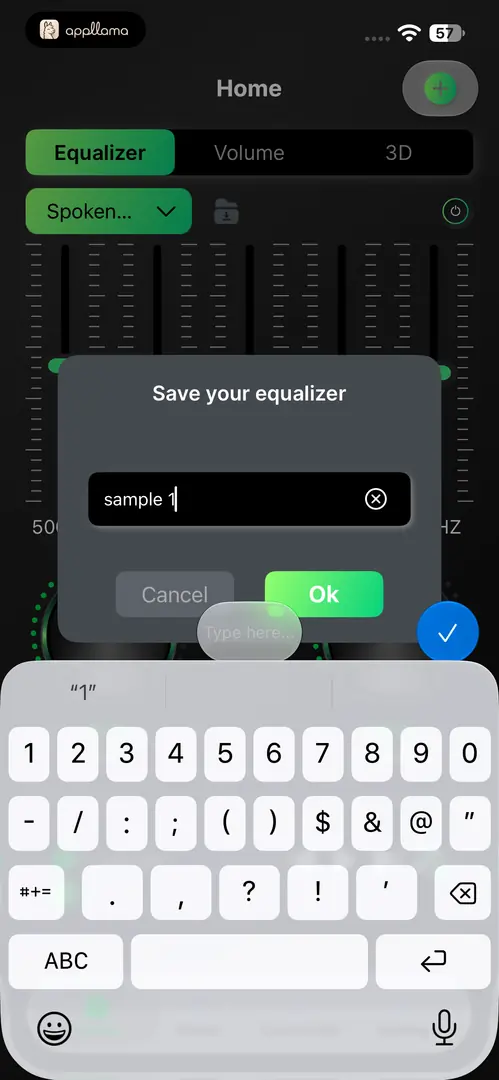 appllama
57
Home
Equalizer Volume 3D
Spoken...
Save your equalizer
sample 1
500
HZ
Cancel Ok
Type here...
“1”
1 2 3 4 5 6 7 8 9 0
- / : ; ( ) $ & @ "
#+= . , ? ! '
ABC